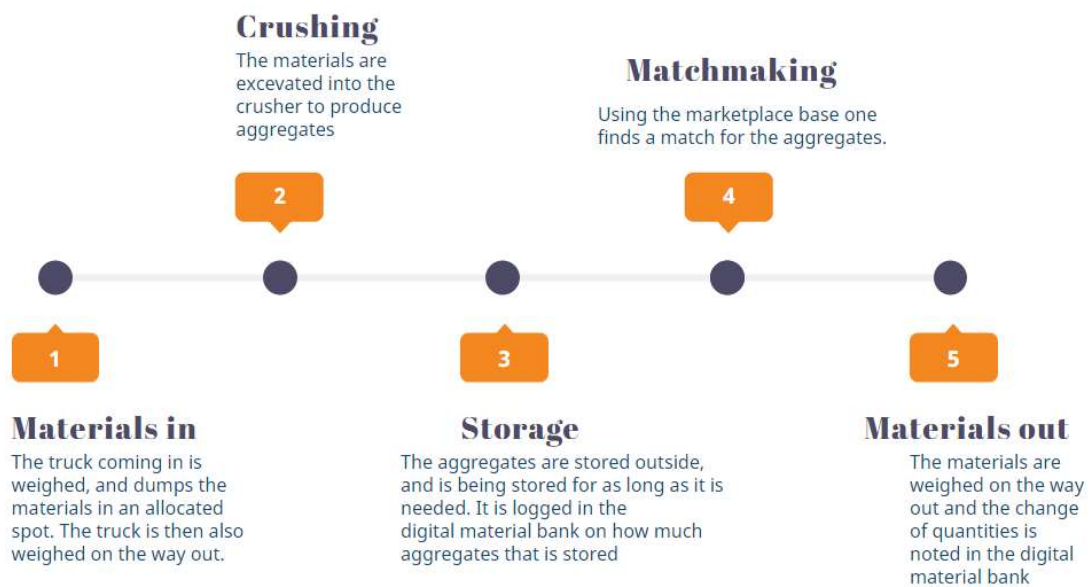 Crushing
The materials are
excevated into the
crusher to produce
aggregates
Matchmaking
Using the marketplace base one
finds a match for the aggregates.
2
4
1
3
5
Materials in
The truck coming in is
weighed, and dumps the
materials in an allocated
spot. The truck is then also
weighed on the way out.
Storage
The aggregates are stored outside,
and is being stored for as long as it is
needed. It is logged in the
digital material bank on how much
aggregates that is stored
Materials out
The materials are
weighed on the way
out and the change
of quantities is
noted in the digital
material bank